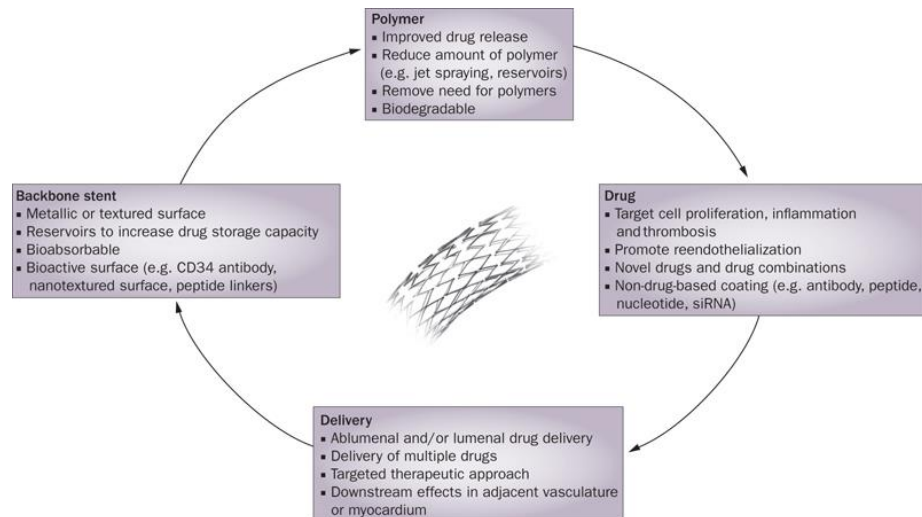 Polymer
▪ Improved drug release
▪ Reduce amount of polymer
(e.g. jet spraying, reservoirs)
▪ Remove need for polymers
▪ Biodegradable
Backbone stent
▪ Metallic or textured surface
▪ Reservoirs to increase drug storage capacity
▪ Bioabsorbable
▪ Bioactive surface (e.g. CD34 antibody,
nanotextured surface, peptide linkers)
Drug
▪ Target cell proliferation, inflammation
and thrombosis
▪ Promote reendothelialization
▪ Novel drugs and drug combinations
▪ Non-drug-based coating (e.g. antibody, peptide,
nucleotide, siRNA)
Delivery
▪ Ablumenal and/or lumenal drug delivery
▪ Delivery of multiple drugs
▪ Targeted therapeutic approach
▪ Downstream effects in adjacent vasculature
or myocardium